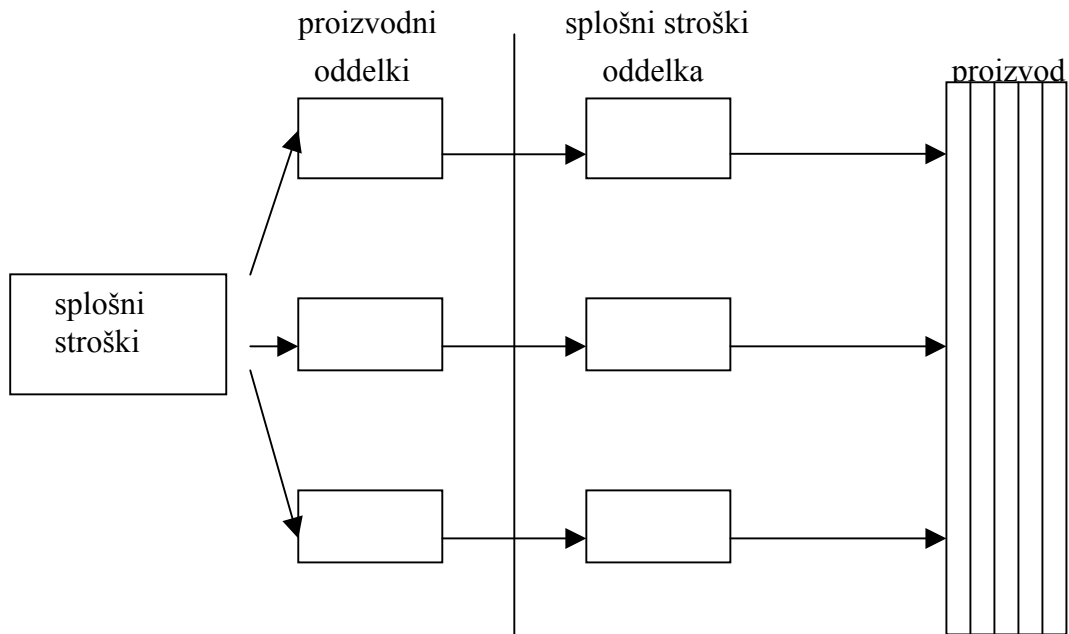 proizvodni
oddelki
splošni stroški
oddelka
proizvod
splošni
stroški